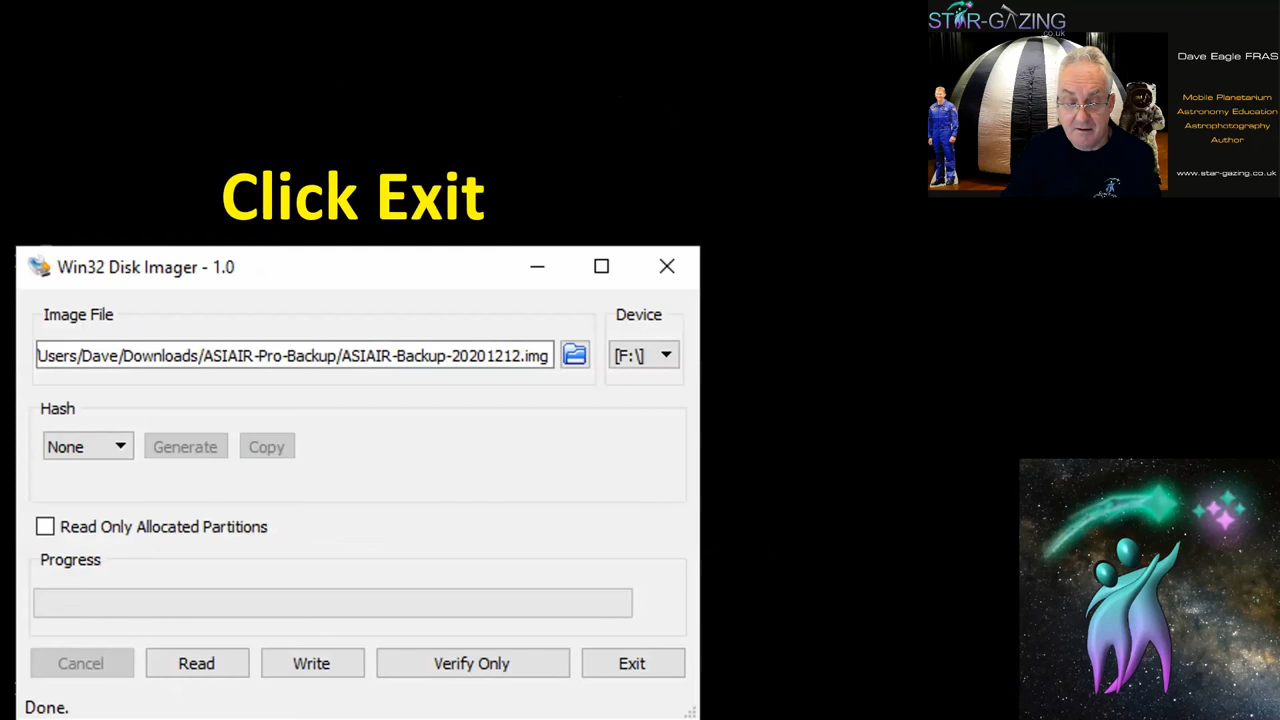 STAR-GAZING
co.uk
Dave Eagle FRAS
Mobile Planetarium
Astronomy Education
Astrophotography
Author
www.star-gazing.co.uk
Click Exit
Win32 Disk Imager - 1.0
Image File
Device
Users/Dave/Downloads/ASIAIR-Pro-Backup/ASIAIR-Backup-20201212.img
[F:\]
Hash
None
Generate
Copy
Read Only Allocated Partitions
Progress
Cancel
Read
Write
Verify Only
Exit
Done.